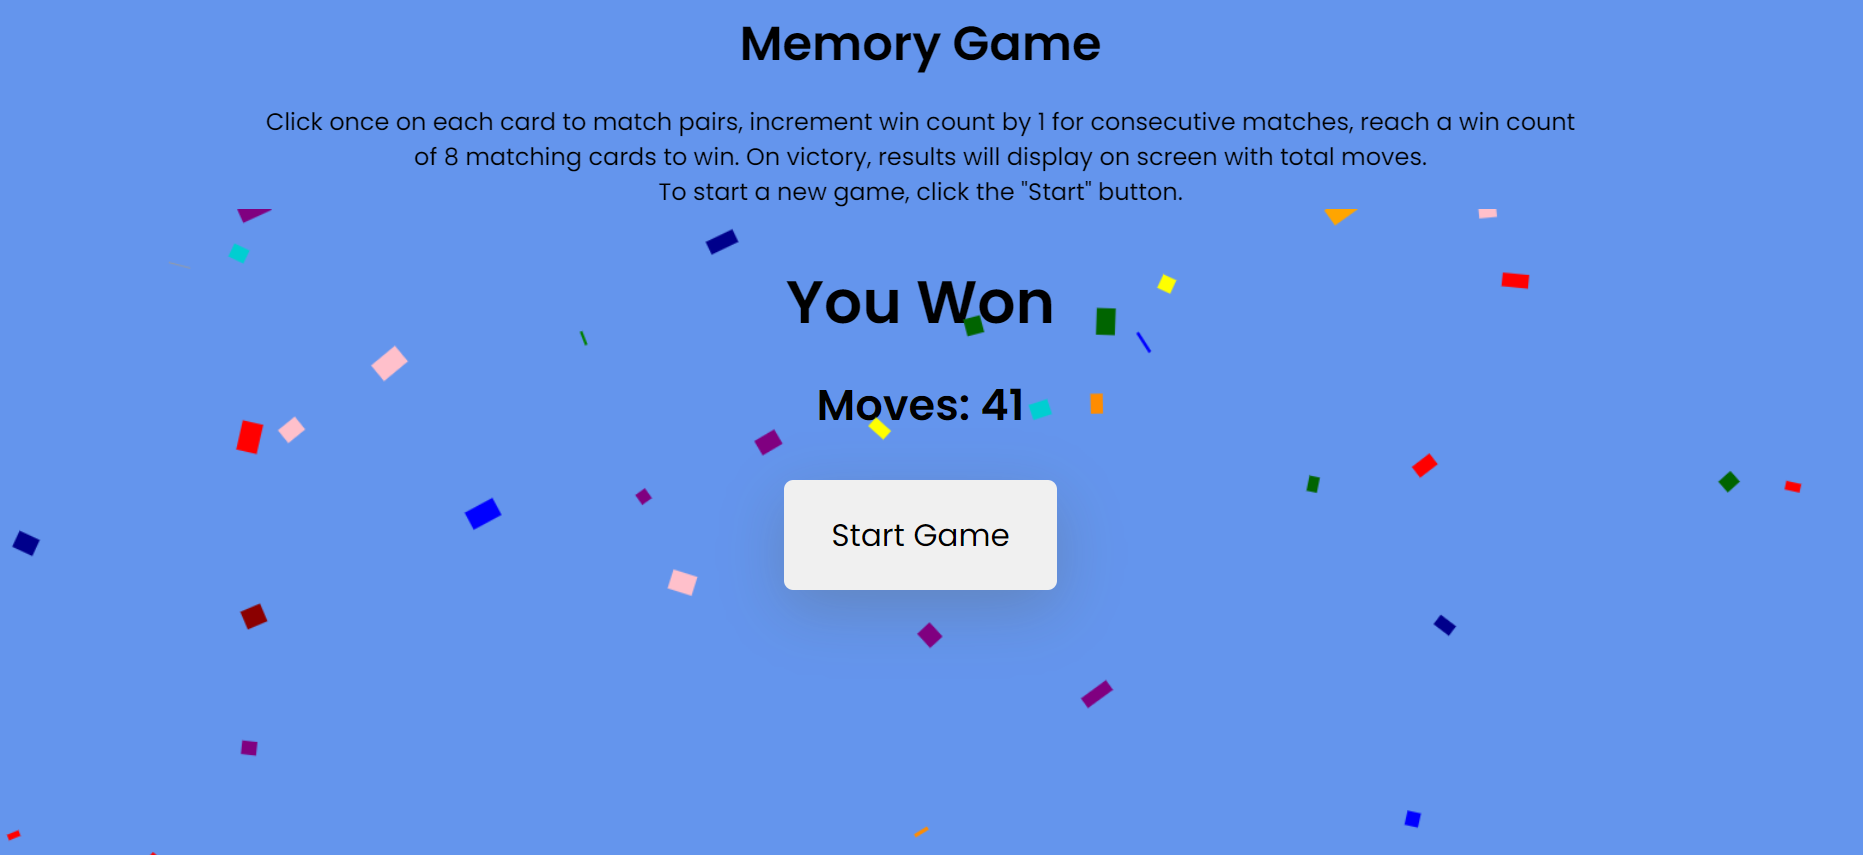 Memory Game
Click once on each card to match pairs, increment win count by 1 for consecutive matches, reach a win count
of 8 matching cards to win. On victory, results will display on screen with total moves.
To start a new game, click the "Start" button.
You Won
Moves: 41
Start Game